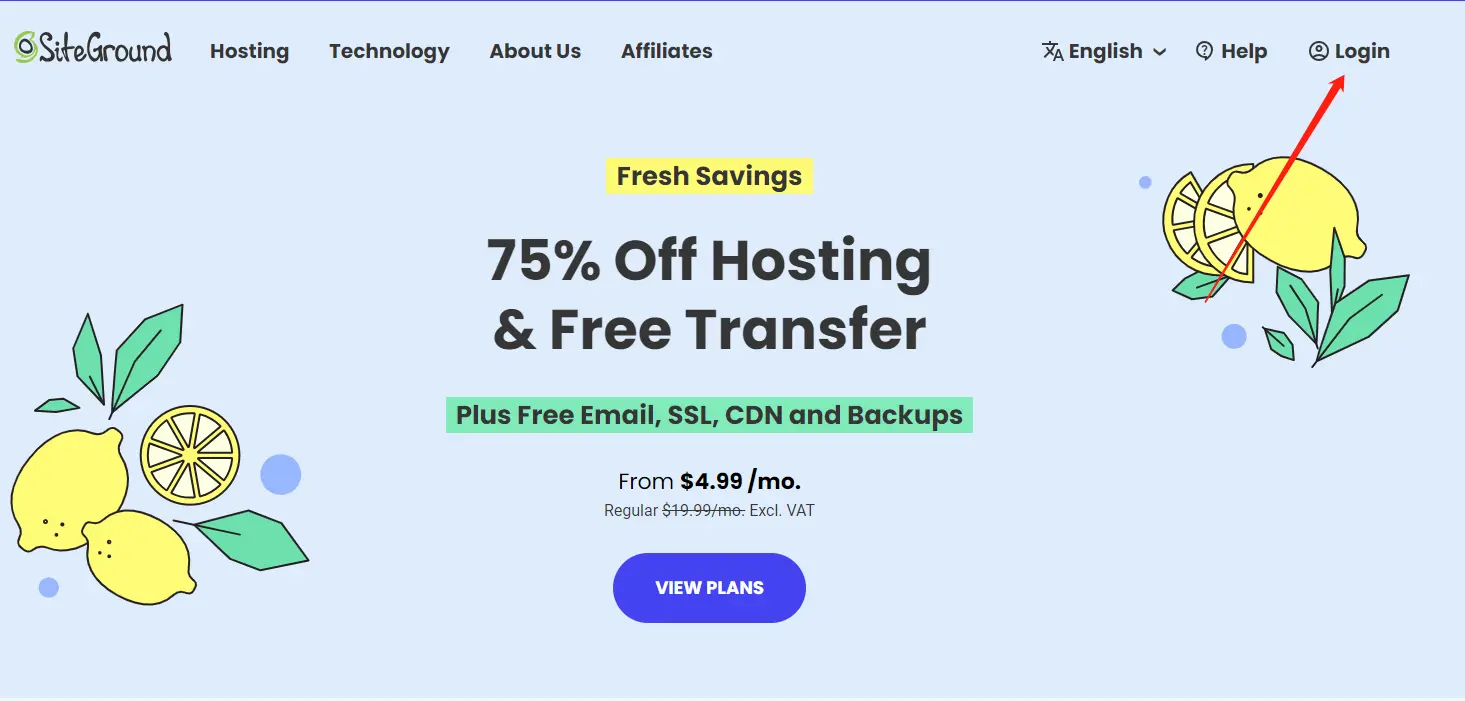 SiteGround
Hosting
Technology
About Us
Affiliates
English
Help
Login
Fresh Savings
75% Off Hosting
& Free Transfer
Plus Free Email, SSL, CDN and Backups
From $4.99 /mo.
Regular $19.99/mo. Excl. VAT
VIEW PLANS